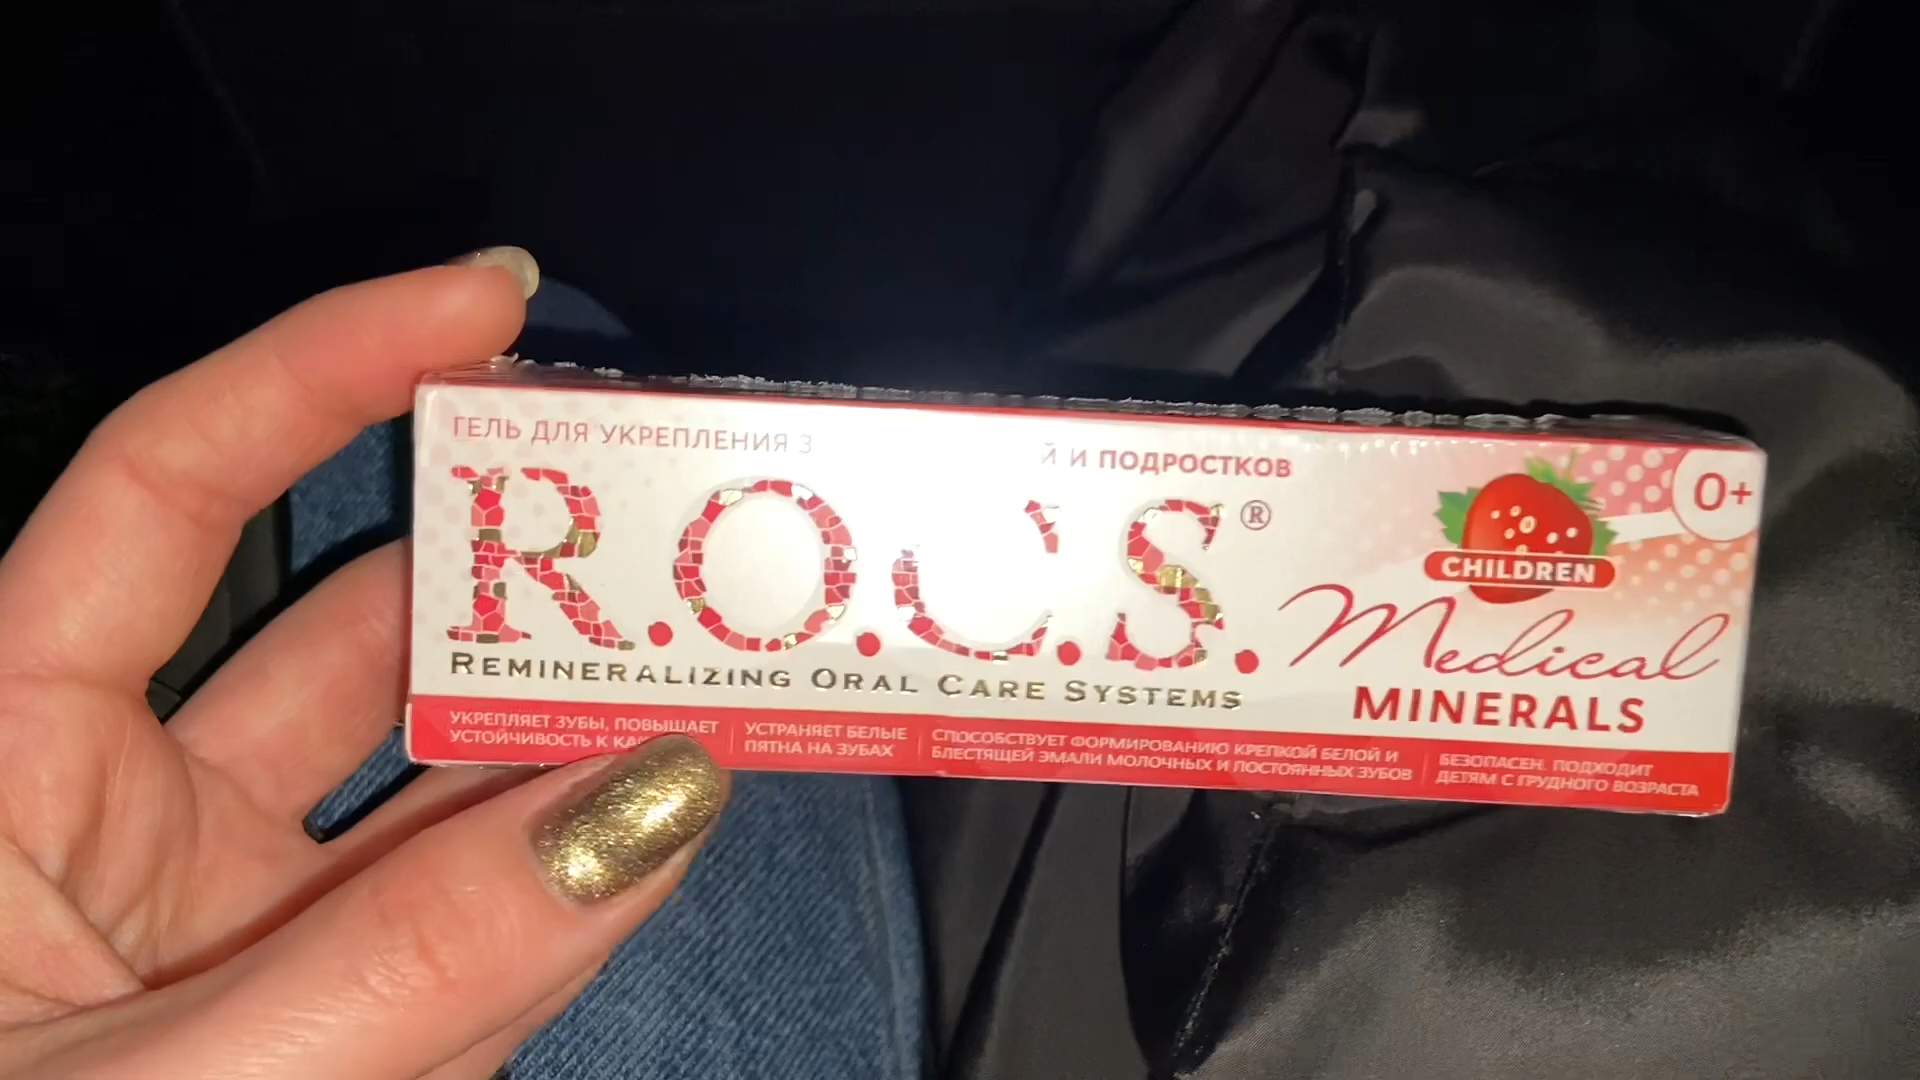 ГЕЛЬ ДЛЯ УКРЕПЛЕНИЯ И ПОДРОСТКОВ
R.O.C.S.®
REMINERALIZING ORAL CARE SYSTEMS
0+
CHILDREN
Medical
MINERALS
УКРЕПЛЯЕТ ЗУБЫ, ПОВЫШАЕТ
УСТОЙЧИВОСТЬ К
УСТРАНЯЕТ БЕЛЫЕ
ПЯТНА НА ЗУБАХ
СПОСОБСТВУЕТ ФОРМИРОВАНИЮ КРЕПКОЙ БЕЛОЙ И
БЛЕСТЯЩЕЙ ЭМАЛИ МОЛОЧНЫХ И ПОСТОЯННЫХ ЗУБОВ
БЕЗОПАСЕН. ПОДХОДИТ
ДЕТЯМ С ГРУДНОГО ВОЗРАСТА